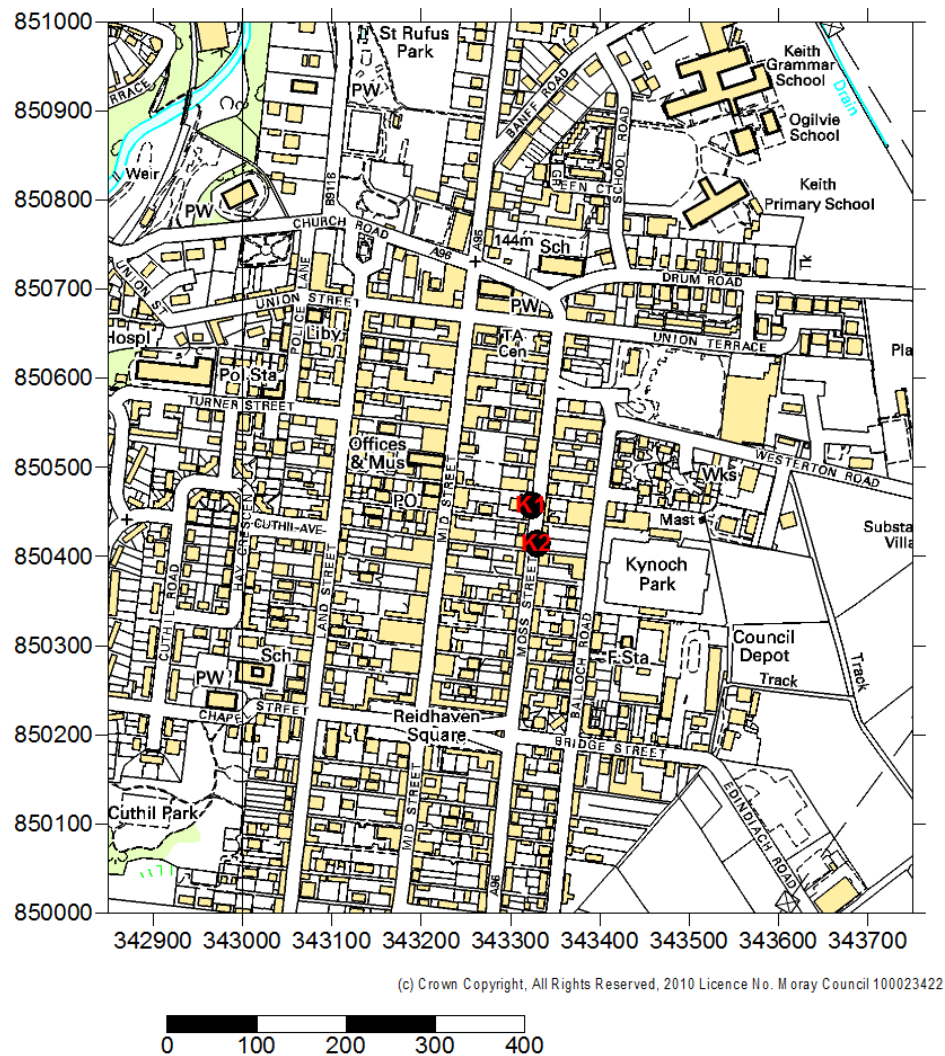 851000
850900
850800
850700
850600
850500
850400
850300
850200
850100
850000
St Rufus
Park
PW
BANFF ROAD
SCHOOL ROAD
Keith
Grammar
School
Drain
Ogilvie
School
GREEN CT
Keith
Primary School
Weir
PW
B9116
CHURCH ROAD
A96
A95
144m
Sch
Tk
DRUM ROAD
UNION ST
UNION STREET
POLICE LANE
Liby
PW
TA
Cen
UNION TERRACE
Hospl
Pol Sta
TURNER STREET
Offices
& Mus
MID STREET
PO
WESTERTON ROAD
Wks
Mast
K1
K2
CUTHIL AVE
CUTHIL ROAD
LAND STREET
MOSS STREET
BALLOCH ROAD
Kynoch
Park
F Sta
Council
Depot
Track
Track
Sch
PW
CHAPEL STREET
Reidhaven
Square
BRIDGE STREET
EDINDIACH ROAD
Cuthil Park
MID STREET
A96
342900
343000
343100
343200
343300
343400
343500
343600
343700
(c) Crown Copyright, All Rights Reserved, 2010 Licence No. Moray Council 100023422
0
100
200
300
400